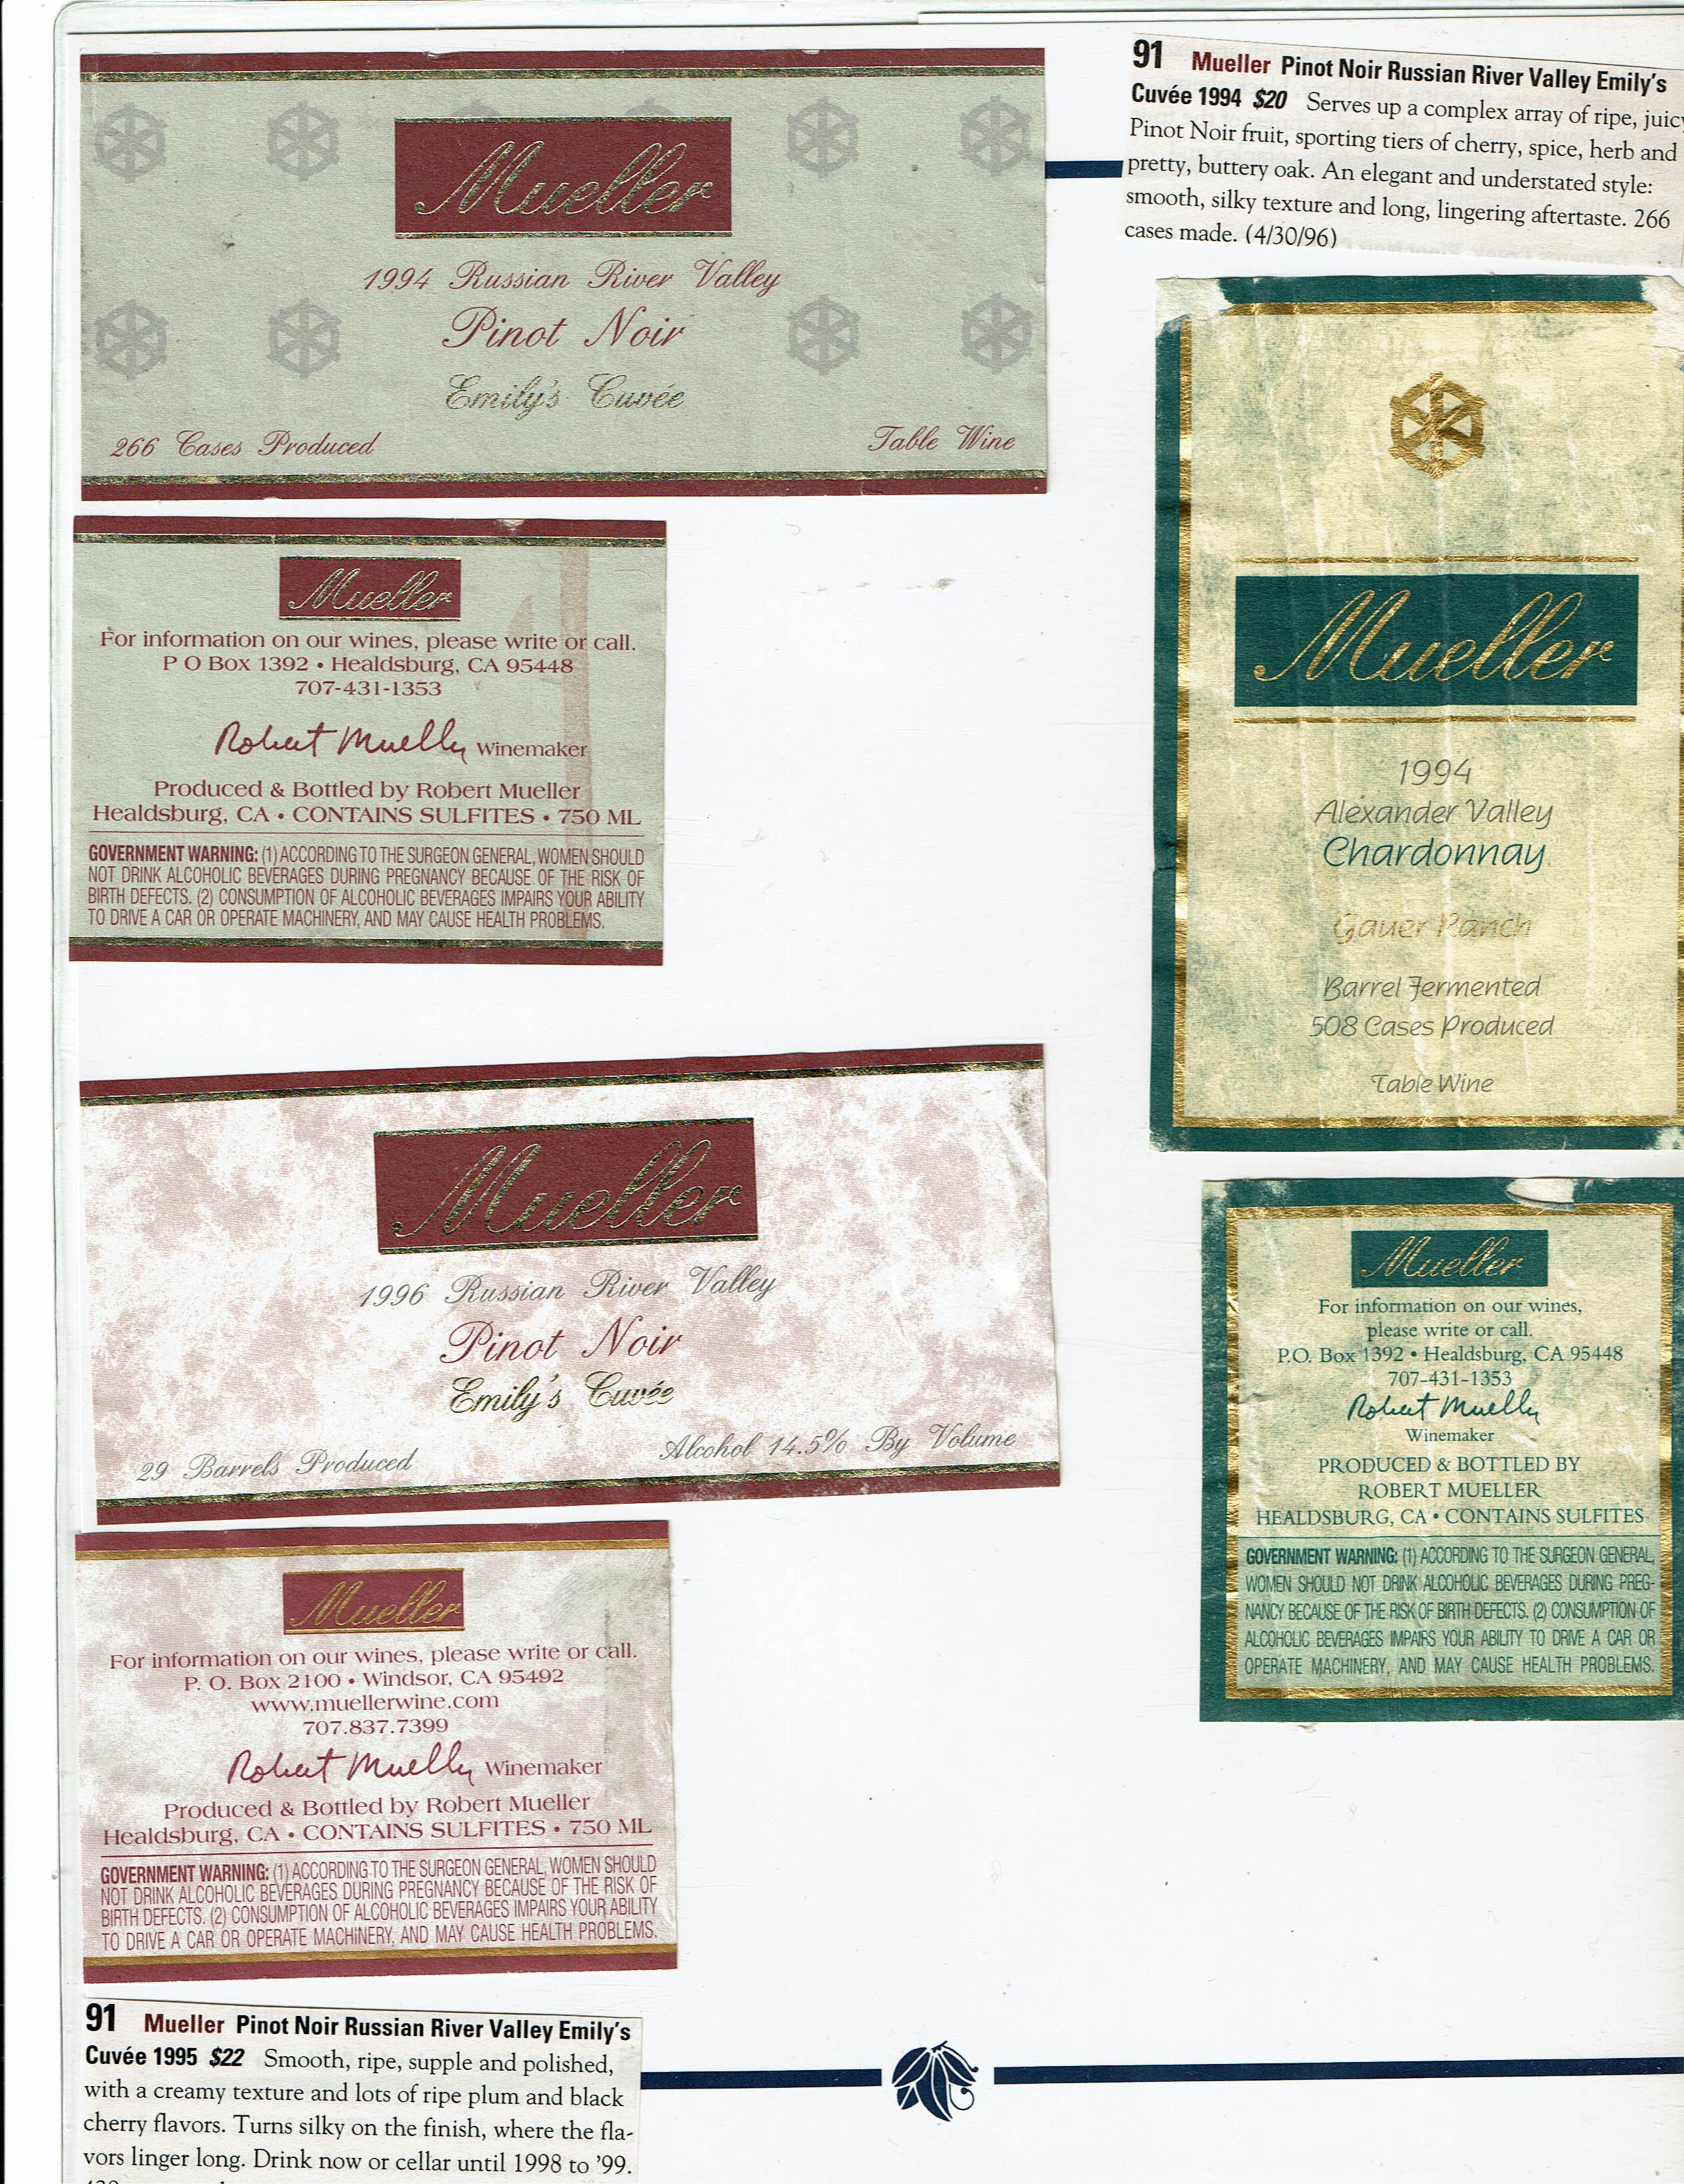 Mueller
1994 Russian River Valley
Pinot Noir
Emily's Cuvée
266 Cases Produced
Table Wine
Mueller
For information on our wines, please write or call.
P O Box 1392 • Healdsburg, CA 95448
707-431-1353
Robert Mueller Winemaker
Produced & Bottled by Robert Mueller
Healdsburg, CA • CONTAINS SULFITES • 750 ML
GOVERNMENT WARNING: (1) ACCORDING TO THE SURGEON GENERAL, WOMEN SHOULD
NOT DRINK ALCOHOLIC BEVERAGES DURING PREGNANCY BECAUSE OF THE RISK OF
BIRTH DEFECTS. (2) CONSUMPTION OF ALCOHOLIC BEVERAGES IMPAIRS YOUR ABILITY
TO DRIVE A CAR OR OPERATE MACHINERY, AND MAY CAUSE HEALTH PROBLEMS.
Mueller
1996 Russian River Valley
Pinot Noir
Emily's Cuvée
29 Barrels Produced
Alcohol 14.5% By Volume
Mueller
For information on our wines, please write or call.
P. O. Box 2100 • Windsor, CA 95492
www.muellerwine.com
707.837.7399
Robert Mueller Winemaker
Produced & Bottled by Robert Mueller
Healdsburg, CA • CONTAINS SULFITES • 750 ML
GOVERNMENT WARNING: (1) ACCORDING TO THE SURGEON GENERAL, WOMEN SHOULD
NOT DRINK ALCOHOLIC BEVERAGES DURING PREGNANCY BECAUSE OF THE RISK OF
BIRTH DEFECTS. (2) CONSUMPTION OF ALCOHOLIC BEVERAGES IMPAIRS YOUR ABILITY
TO DRIVE A CAR OR OPERATE MACHINERY, AND MAY CAUSE HEALTH PROBLEMS.
91 Mueller Pinot Noir Russian River Valley Emily's
Cuvée 1995 $22 Smooth, ripe, supple and polished,
with a creamy texture and lots of ripe plum and black
cherry flavors. Turns silky on the finish, where the fla-
vors linger long. Drink now or cellar until 1998 to '99.
91 Mueller Pinot Noir Russian River Valley Emily's
Cuvée 1994 $20 Serves up a complex array of ripe, juicy
Pinot Noir fruit, sporting tiers of cherry, spice, herb and
pretty, buttery oak. An elegant and understated style:
smooth, silky texture and long, lingering aftertaste. 266
cases made. (4/30/96)
Mueller
1994
Alexander Valley
Chardonnay
Gauer Ranch
Barrel Fermented
508 Cases Produced
Table Wine
Mueller
For information on our wines,
please write or call.
P.O. Box 1392 • Healdsburg, CA 95448
707-431-1353
Robert Mueller
Winemaker
PRODUCED & BOTTLED BY
ROBERT MUELLER
HEALDSBURG, CA • CONTAINS SULFITES
GOVERNMENT WARNING: (1) ACCORDING TO THE SURGEON GENERAL,
WOMEN SHOULD NOT DRINK ALCOHOLIC BEVERAGES DURING PREG-
NANCY BECAUSE OF THE RISK OF BIRTH DEFECTS. (2) CONSUMPTION OF
ALCOHOLIC BEVERAGES IMPAIRS YOUR ABILITY TO DRIVE A CAR OR
OPERATE MACHINERY, AND MAY CAUSE HEALTH PROBLEMS.